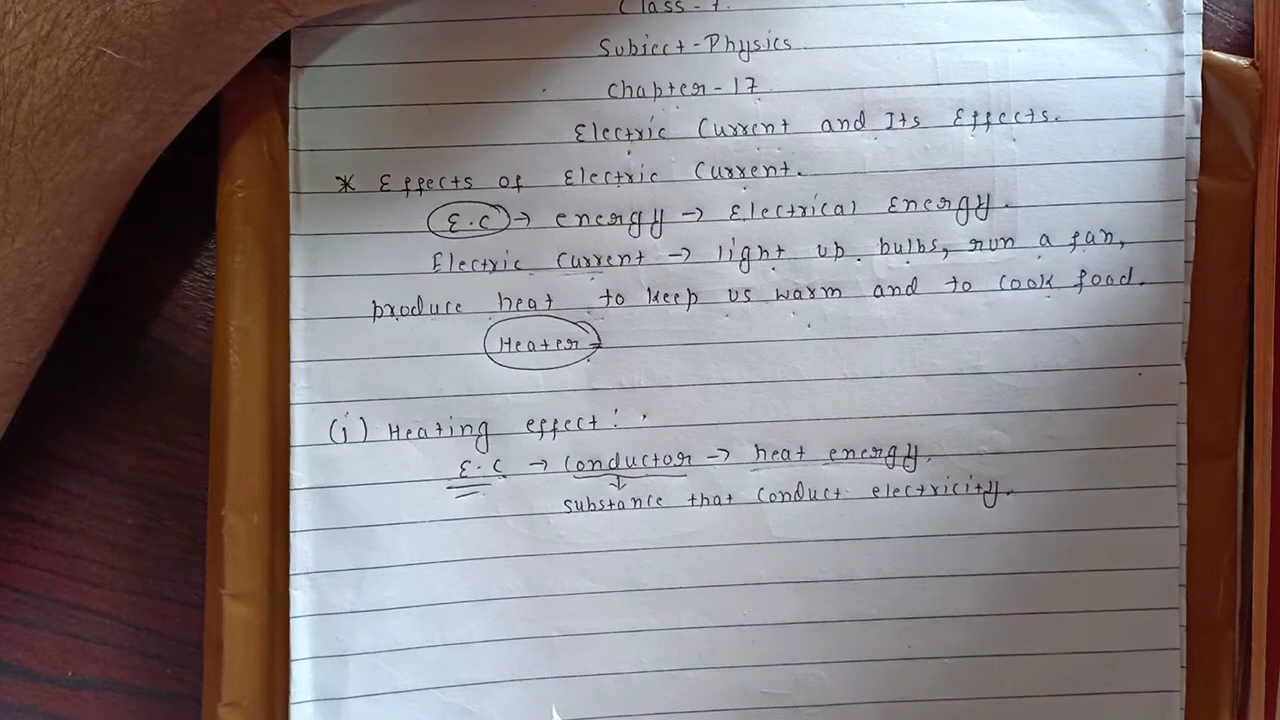 Class - 7.
Subject - Physics
Chapter - 17
Electric Current and Its Effects.
* Effects of Electric Current.
E.C → energy → Electrical Energy.
Electric Current → light up bulbs, run a fan,
produce heat to keep us warm and to cook food.
Heater
(i) Heating effect :
E.C → Conductor → heat energy.
↓
substance that conduct electricity.